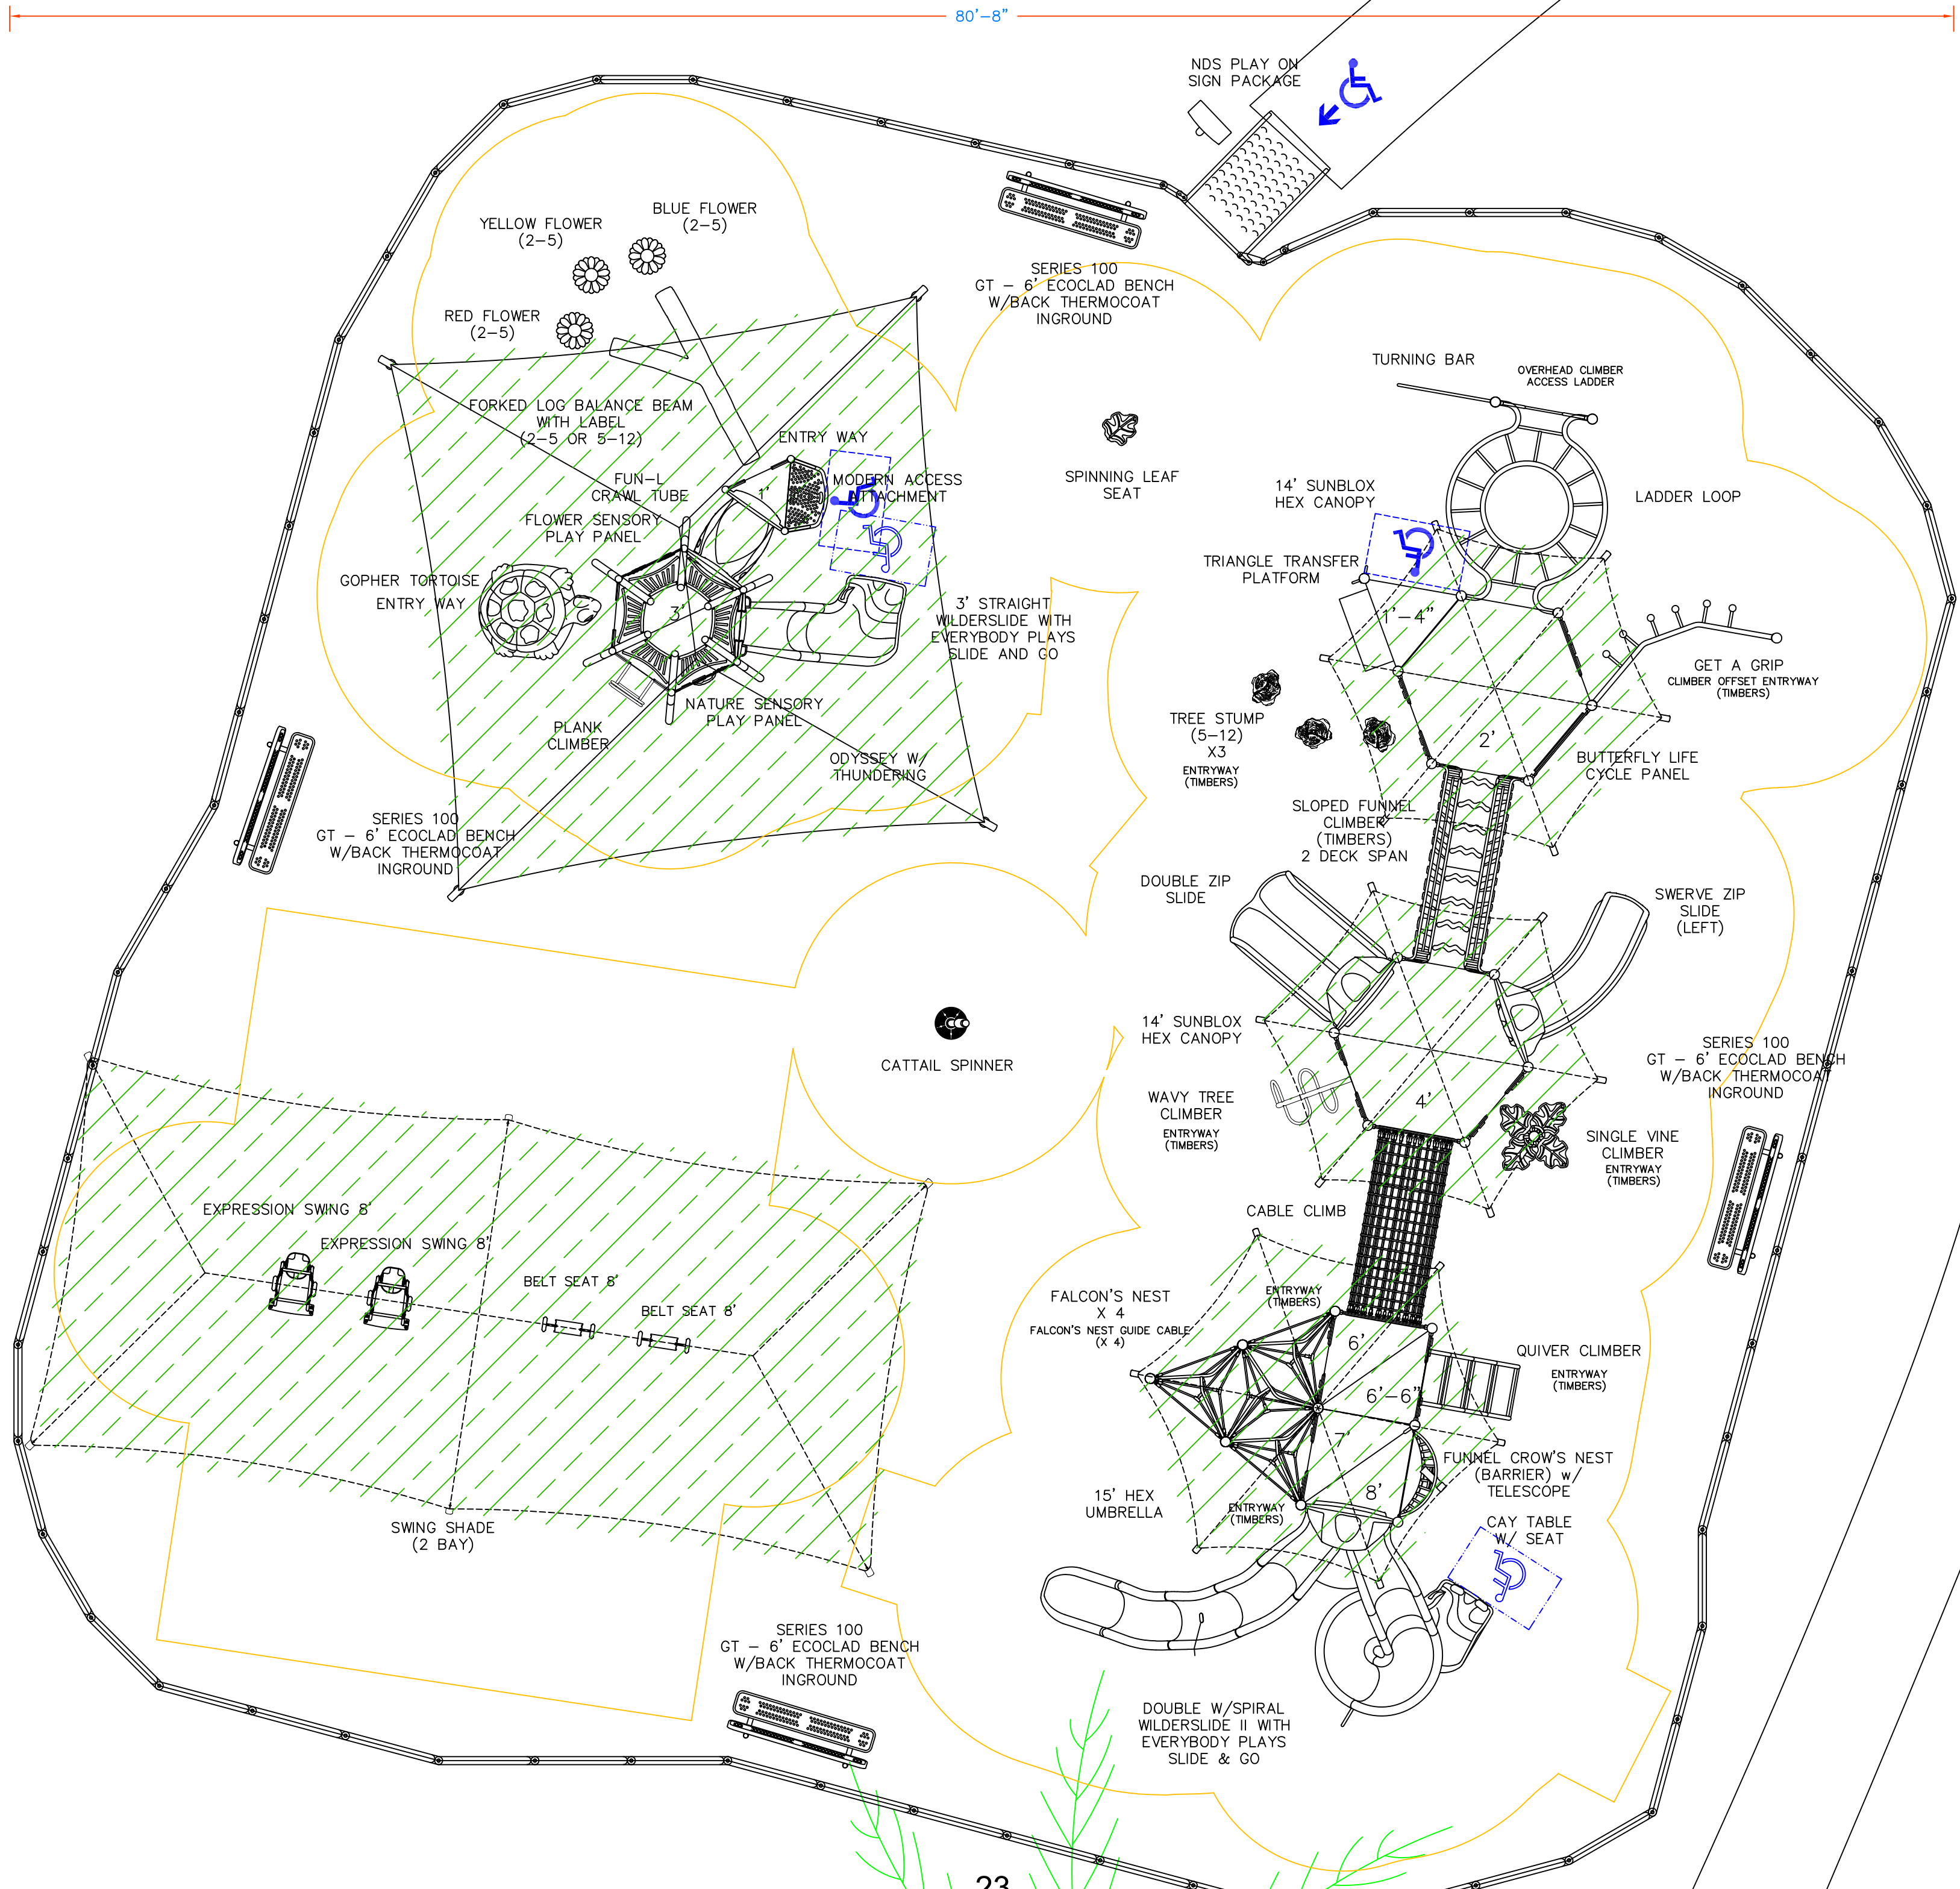 80'-8"
NDS PLAY ON
SIGN PACKAGE
BLUE FLOWER
(2-5)
YELLOW FLOWER
(2-5)
SERIES 100
GT - 6' ECOCLAD BENCH
W/BACK THERMOCOAT
INGROUND
RED FLOWER
(2-5)
TURNING BAR
OVERHEAD CLIMBER
ACCESS LADDER
FORKED LOG BALANCE BEAM
WITH LABEL
(2-5 OR 5-12)
ENTRY WAY
MODERN ACCESS
ATTACHMENT
1'
FUN-L
CRAWL TUBE
SPINNING LEAF
SEAT
14' SUNBLOX
HEX CANOPY
LADDER LOOP
FLOWER SENSORY
PLAY PANEL
TRIANGLE TRANSFER
PLATFORM
GOPHER TORTOISE
ENTRY WAY
3'
3' STRAIGHT
WILDERSLIDE WITH
EVERYBODY PLAYS
SLIDE AND GO
1'-4"
GET A GRIP
CLIMBER OFFSET ENTRYWAY
(TIMBERS)
NATURE SENSORY
PLAY PANEL
PLANK
CLIMBER
TREE STUMP
(5-12)
X3
ENTRYWAY
(TIMBERS)
2'
BUTTERFLY LIFE
CYCLE PANEL
ODYSSEY W/
THUNDERING
SLOPED FUNNEL
CLIMBER
(TIMBERS)
2 DECK SPAN
SERIES 100
GT - 6' ECOCLAD BENCH
W/BACK THERMOCOAT
INGROUND
DOUBLE ZIP
SLIDE
SWERVE ZIP
SLIDE
(LEFT)
14' SUNBLOX
HEX CANOPY
CATTAIL SPINNER
SERIES 100
GT - 6' ECOCLAD BENCH
W/BACK THERMOCOAT
INGROUND
WAVY TREE
CLIMBER
ENTRYWAY
(TIMBERS)
4'
SINGLE VINE
CLIMBER
ENTRYWAY
(TIMBERS)
EXPRESSION SWING 8'
EXPRESSION SWING 8'
CABLE CLIMB
BELT SEAT 8'
BELT SEAT 8'
FALCON'S NEST
X 4
FALCON'S NEST GUIDE CABLE
(X 4)
ENTRYWAY
(TIMBERS)
6'
QUIVER CLIMBER
ENTRYWAY
(TIMBERS)
6'-6"
7'
FUNNEL CROW'S NEST
(BARRIER) w/
TELESCOPE
8'
15' HEX
UMBRELLA
ENTRYWAY
(TIMBERS)
CAY TABLE
W/ SEAT
SWING SHADE
(2 BAY)
SERIES 100
GT - 6' ECOCLAD BENCH
W/BACK THERMOCOAT
INGROUND
DOUBLE W/SPIRAL
WILDERSLIDE II WITH
EVERYBODY PLAYS
SLIDE & GO
23